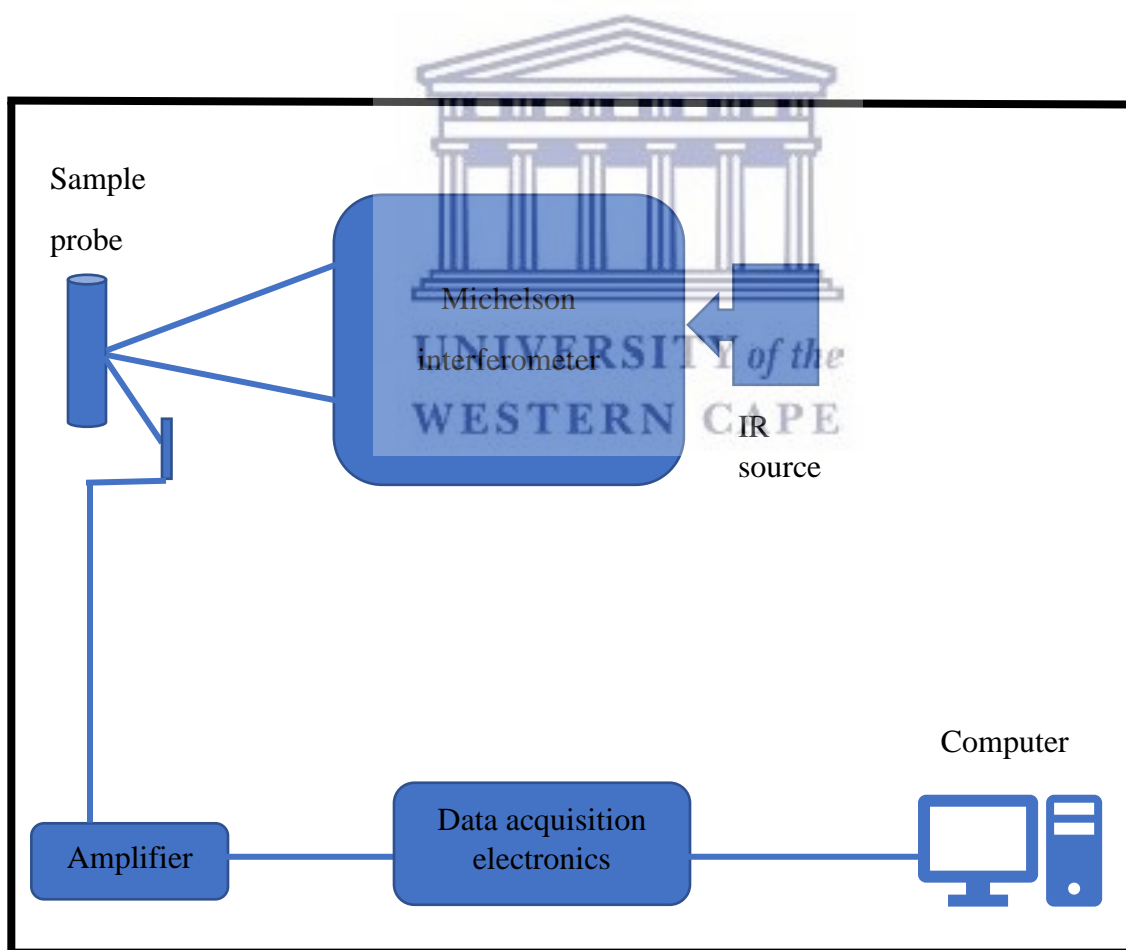 Sample
probe
Michelson
interferometer
UNIVERSITY of the
WESTERN CAPE
IR
source
Computer
Data acquisition
electronics
Amplifier